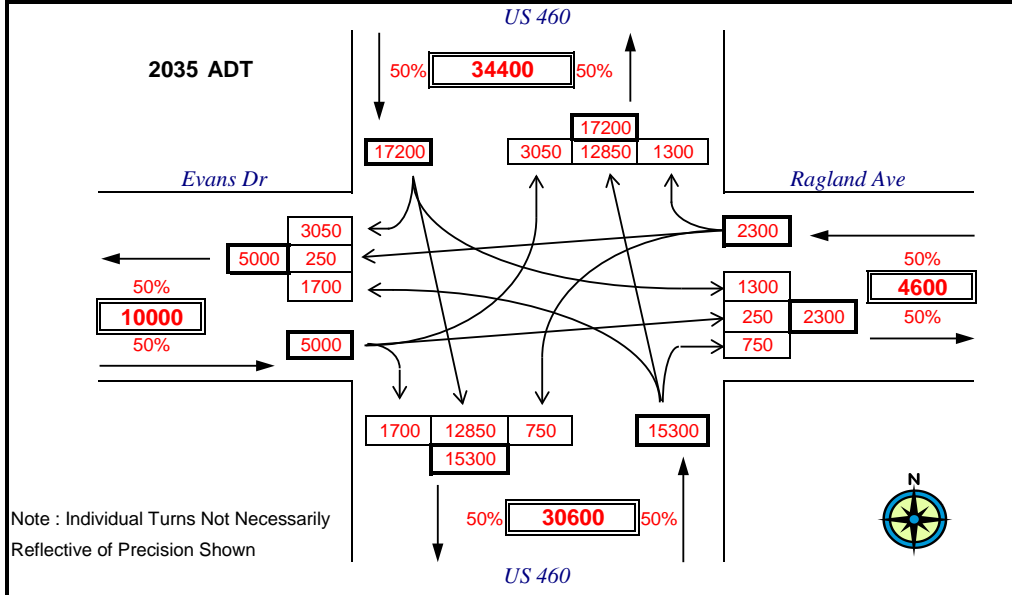 US 460
2035 ADT
50% 34400 50%
17200
17200
3050 12850 1300
Evans Dr
Ragland Ave
3050
2300
5000 250
50%
50%
1700
1300
4600
10000
250 2300
50%
50%
5000
750
1700 12850 750
15300
15300
N
Note : Individual Turns Not Necessarily
50% 30600 50%
Reflective of Precision Shown
US 460